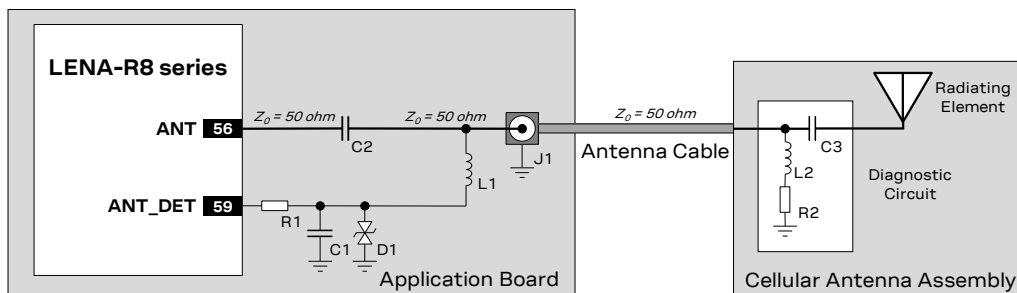 LENA-R8 series
ANT 56
Z0 = 50 ohm
C2
Z0 = 50 ohm
J1
L1
ANT_DET 59
R1
C1
D1
Application Board
Z0 = 50 ohm
Antenna Cable
Radiating
Element
C3
L2
R2
Diagnostic
Circuit
Cellular Antenna Assembly